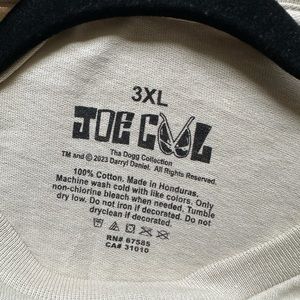 3XL
JOE COOL
Tha Dogg Collection
TM and © 2023 Darryl Daniel. All Rights Reserved.
100% Cotton. Made in Honduras.
Machine wash cold with like colors. Only
non-chlorine bleach when needed. Tumble
dry low. Do not iron if decorated. Do not
dryclean if decorated.
RN# 67585
CA# 31010